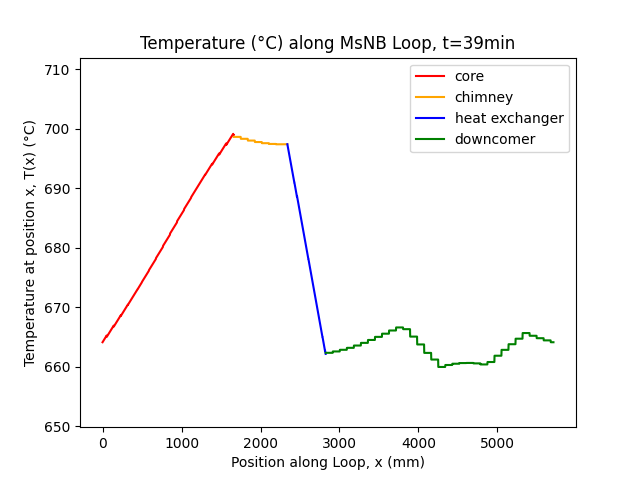 Temperature (°C) along MsNB Loop, t=39min
Temperature at position x, T(x) (°C)
710
700
690
680
670
660
650
core
chimney
heat exchanger
downcomer
0
1000
2000
3000
4000
5000
Position along Loop, x (mm)